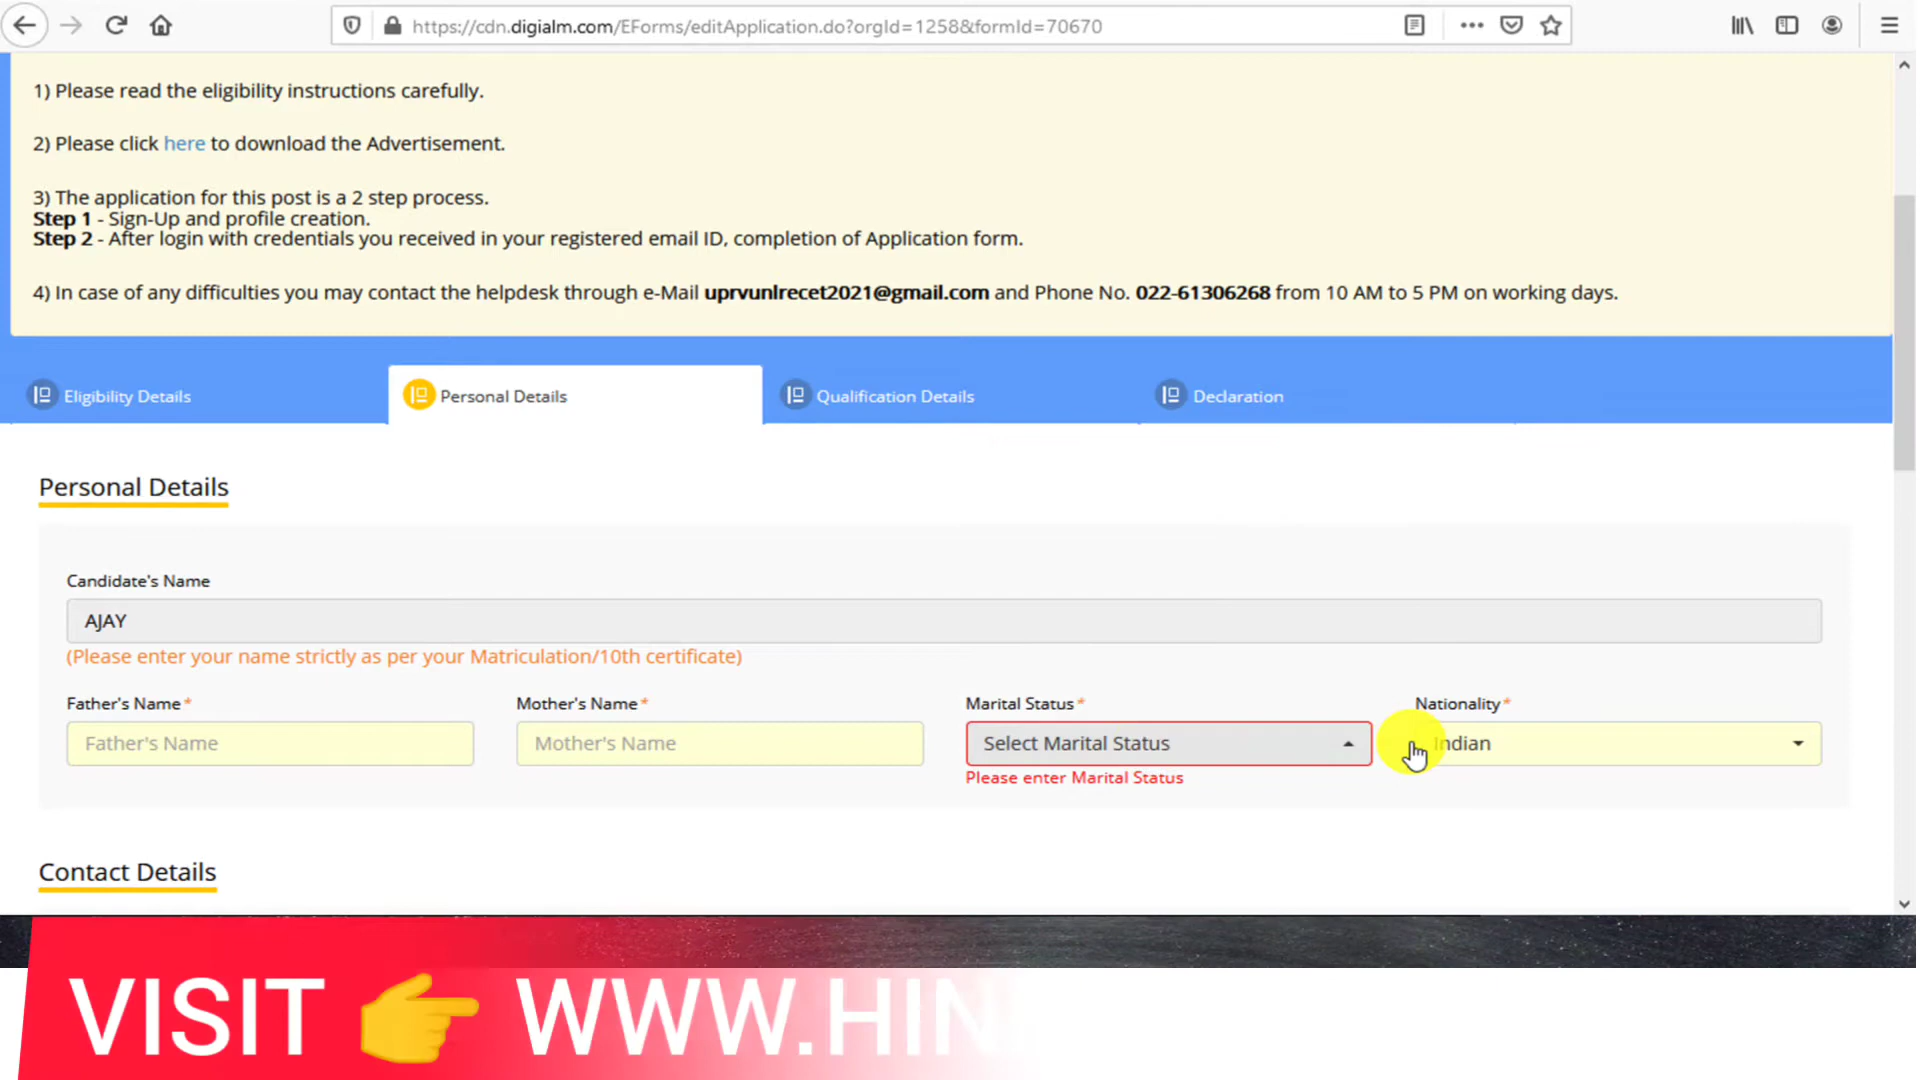 https://cdn.digialm.com/EForms/editApplication.do?orgId=1258&formId=70670
1) Please read the eligibility instructions carefully.
2) Please click here to download the Advertisement.
3) The application for this post is a 2 step process.
Step 1 - Sign-Up and profile creation.
Step 2 - After login with credentials you received in your registered email ID, completion of Application form.
4) In case of any difficulties you may contact the helpdesk through e-Mail uprvunlrecet2021@gmail.com and Phone No. 022-61306268 from 10 AM to 5 PM on working days.
Eligibility Details
Personal Details
Qualification Details
Declaration
Personal Details
Candidate's Name
AJAY
(Please enter your name strictly as per your Matriculation/10th certificate)
Father's Name*
Mother's Name*
Marital Status*
Nationality*
Father's Name
Mother's Name
Select Marital Status
Indian
Please enter Marital Status
Contact Details
VISIT 👉 WWW.HIN